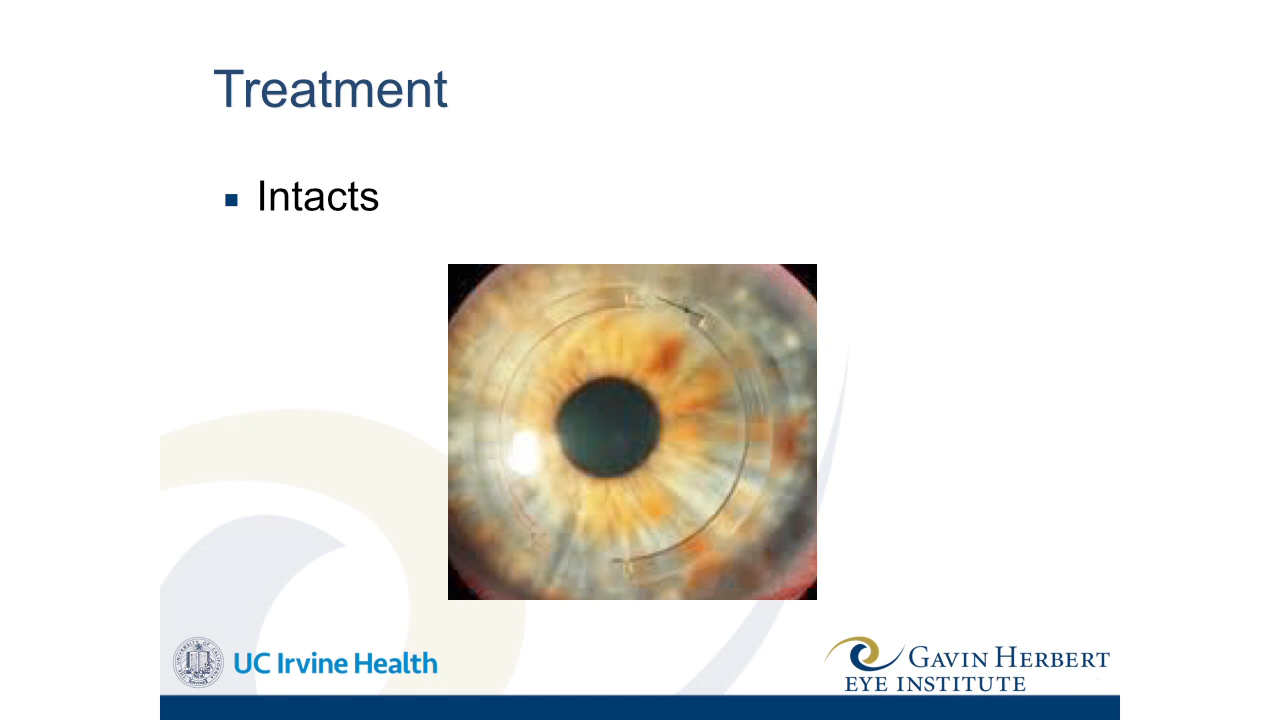 Treatment
Intacts
UC Irvine Health
GAVIN HERBERT
EYE INSTITUTE